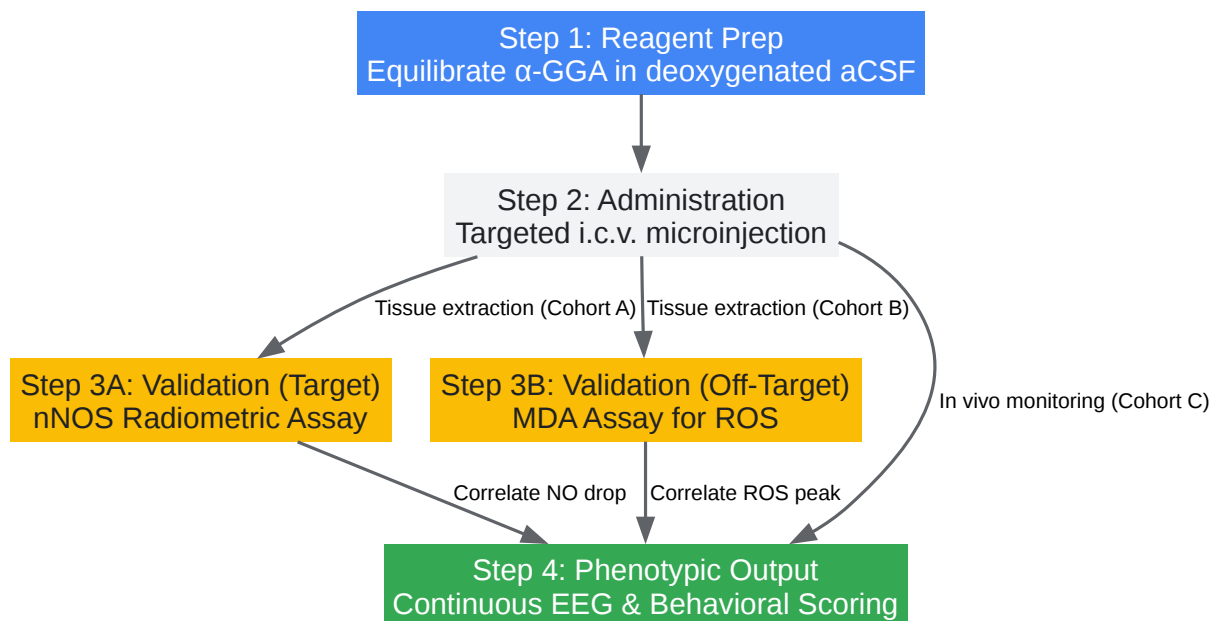 Step 1: Reagent Prep
Equilibrate α-GGA in deoxygenated aCSF
Step 2: Administration
Targeted i.c.v. microinjection
Tissue extraction (Cohort A)
Tissue extraction (Cohort B)
Step 3A: Validation (Target)
nNOS Radiometric Assay
Step 3B: Validation (Off-Target)
MDA Assay for ROS
In vivo monitoring (Cohort C)
Correlate NO drop
Correlate ROS peak
Step 4: Phenotypic Output
Continuous EEG & Behavioral Scoring